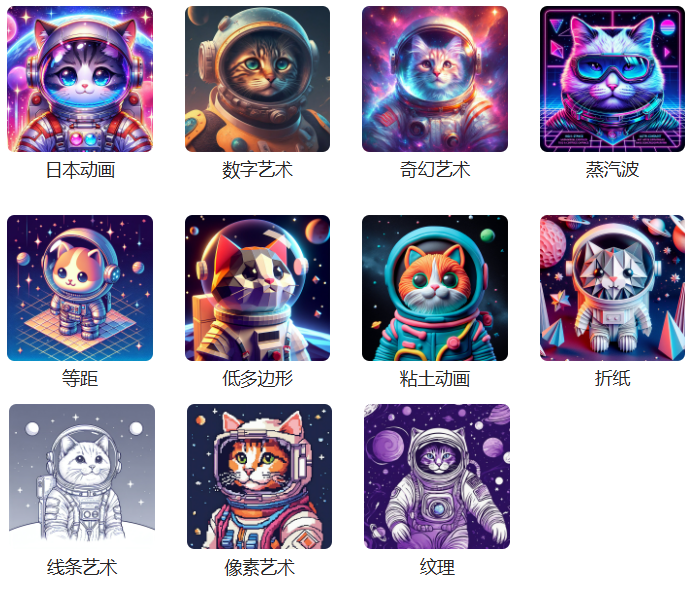 日本动画
数字艺术
奇幻艺术
蒸汽波
等距
低多边形
粘土动画
折纸
线条艺术
像素艺术
纹理